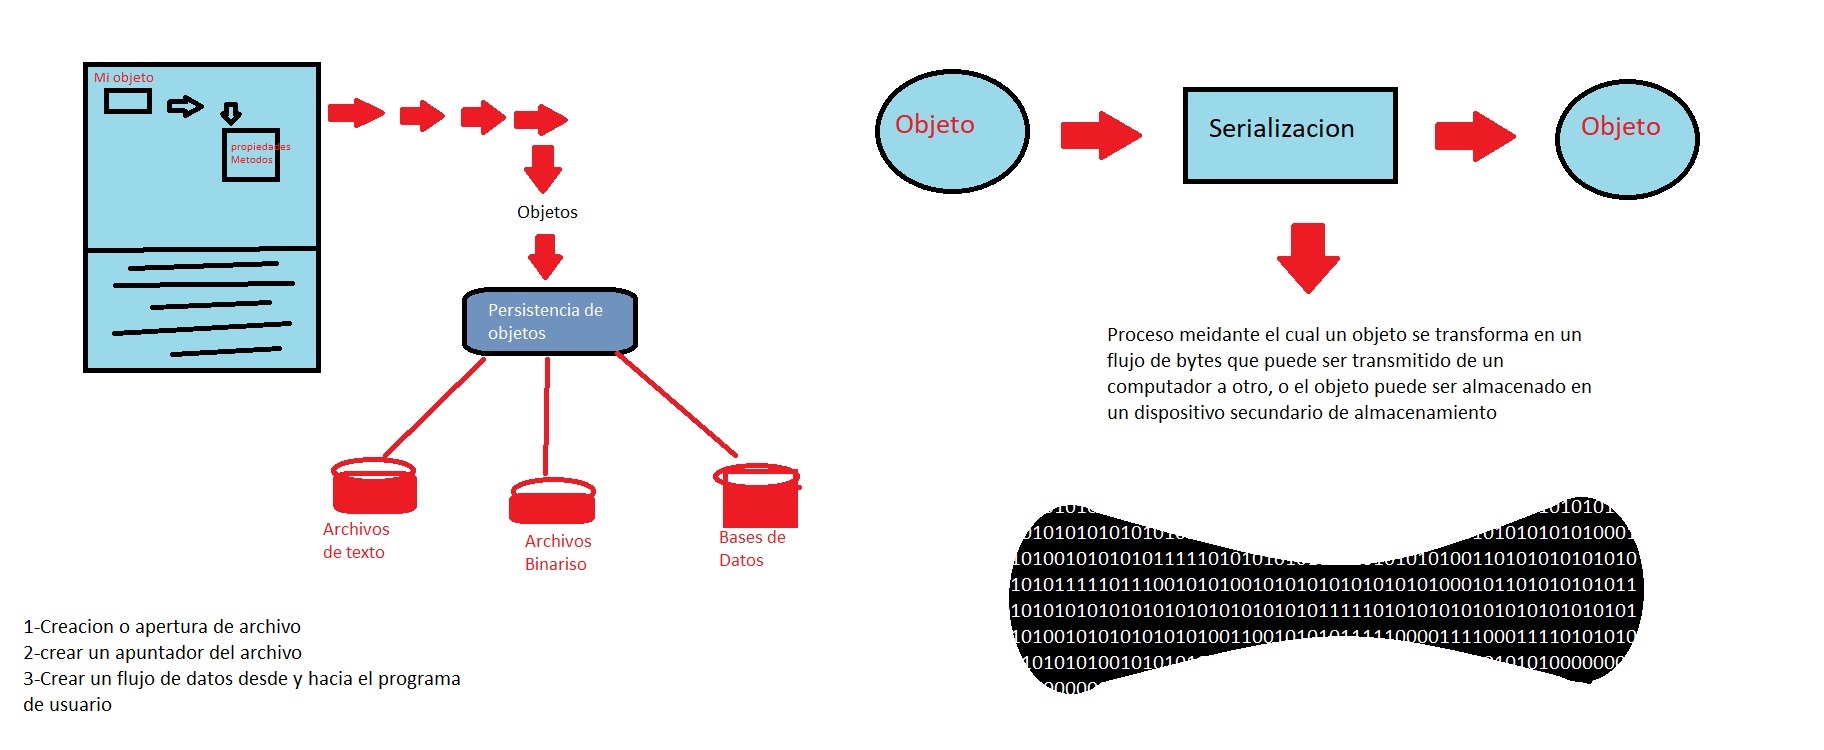 Mi objeto
propiedades
Metodos
Objetos
Persistencia de
objetos
Archivos
de texto
Archivos
Binariso
Bases de
Datos
1-Creacion o apertura de archivo
2-crear un apuntador del archivo
3-Crear un flujo de datos desde y hacia el programa
de usuario
Objeto
Serializacion
Objeto
Proceso meidante el cual un objeto se transforma en un
flujo de bytes que puede ser transmitido de un
computador a otro, o el objeto puede ser almacenado en
un dispositivo secundario de almacenamiento